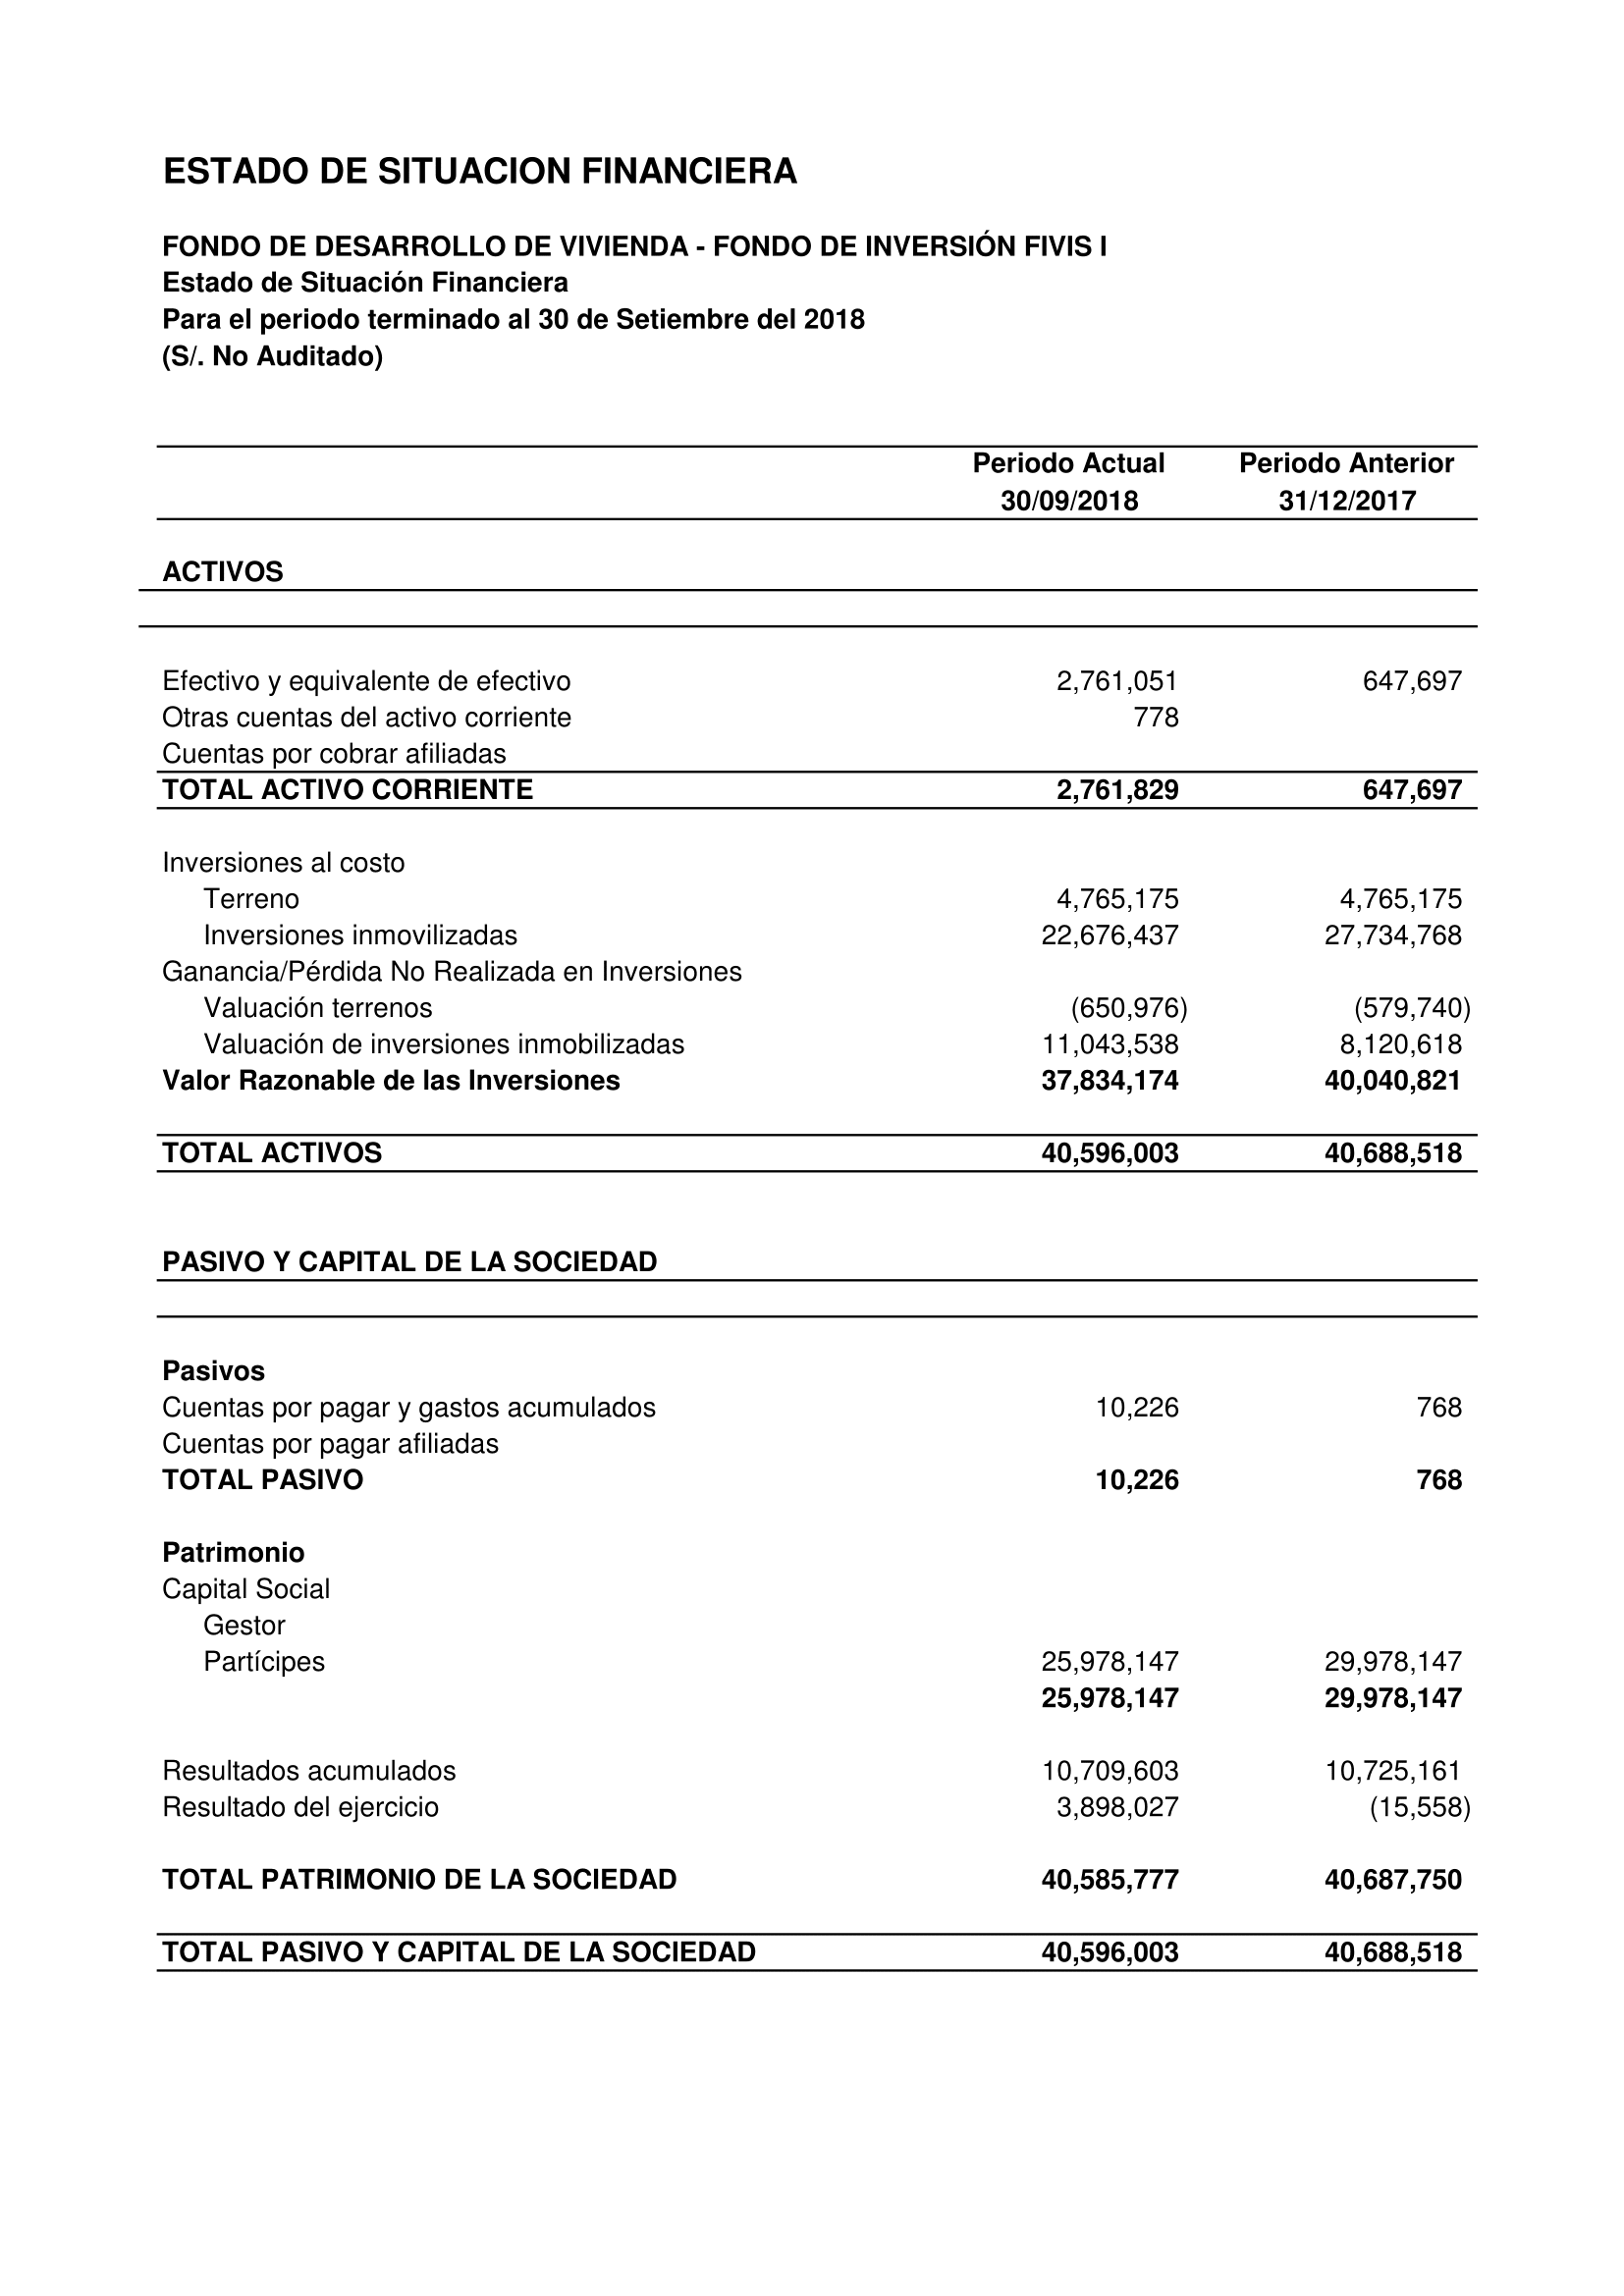 ESTADO DE SITUACION FINANCIERA
FONDO DE DESARROLLO DE VIVIENDA - FONDO DE INVERSIÓN FIVIS I
Estado de Situación Financiera
Para el periodo terminado al 30 de Setiembre del 2018
(S/. No Auditado)
Periodo Actual Periodo Anterior
30/09/2018 31/12/2017
ACTIVOS
Efectivo y equivalente de efectivo 2,761,051 647,697
Otras cuentas del activo corriente 778
Cuentas por cobrar afiliadas
TOTAL ACTIVO CORRIENTE 2,761,829 647,697
Inversiones al costo
Terreno 4,765,175 4,765,175
Inversiones inmovilizadas 22,676,437 27,734,768
Ganancia/Pérdida No Realizada en Inversiones
Valuación terrenos (650,976) (579,740)
Valuación de inversiones inmobilizadas 11,043,538 8,120,618
Valor Razonable de las Inversiones 37,834,174 40,040,821
TOTAL ACTIVOS 40,596,003 40,688,518
PASIVO Y CAPITAL DE LA SOCIEDAD
Pasivos
Cuentas por pagar y gastos acumulados 10,226 768
Cuentas por pagar afiliadas
TOTAL PASIVO 10,226 768
Patrimonio
Capital Social
Gestor
Partícipes 25,978,147 29,978,147
25,978,147 29,978,147
Resultados acumulados 10,709,603 10,725,161
Resultado del ejercicio 3,898,027 (15,558)
TOTAL PATRIMONIO DE LA SOCIEDAD 40,585,777 40,687,750
TOTAL PASIVO Y CAPITAL DE LA SOCIEDAD 40,596,003 40,688,518